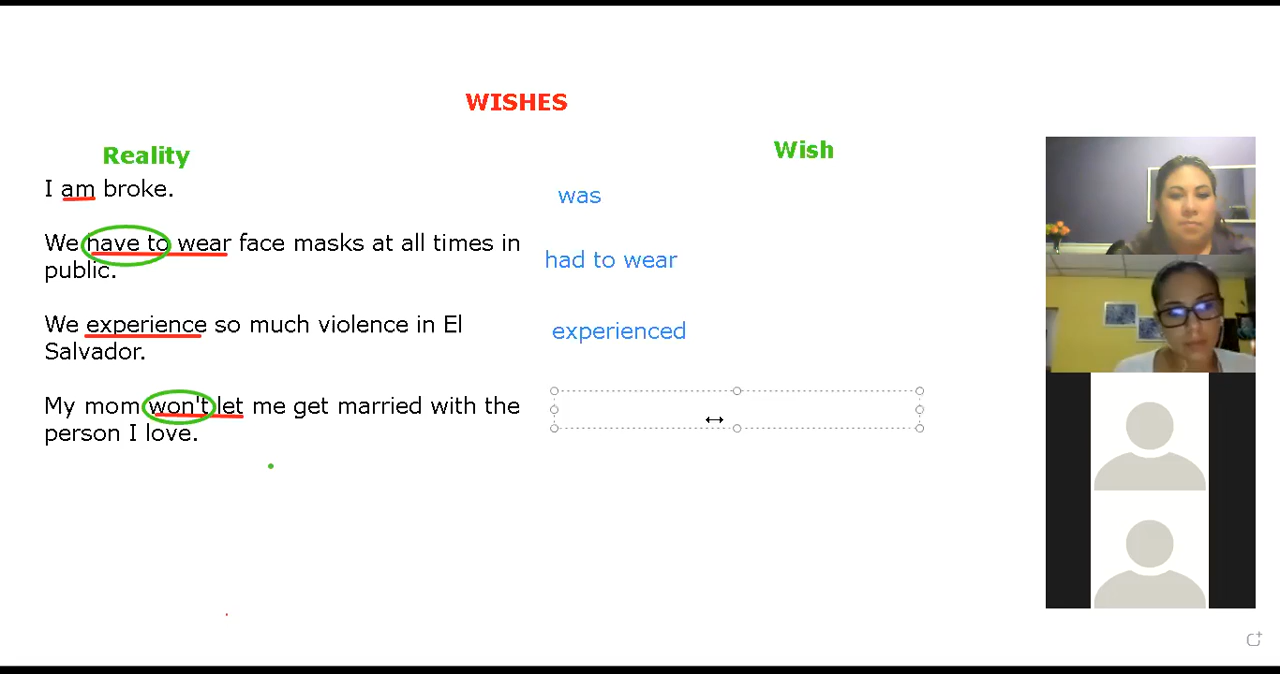 WISHES
Reality
Wish
I am broke.
was
We have to wear face masks at all times in
public.
had to wear
We experience so much violence in El
Salvador.
experienced
My mom won't let me get married with the
person I love.